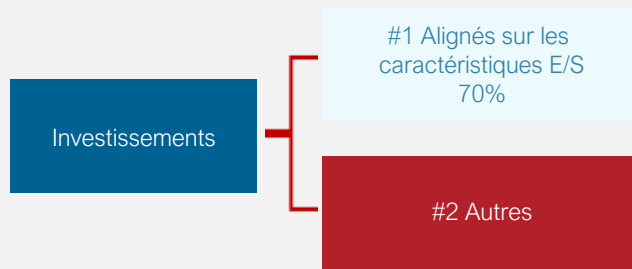 #1 Alignés sur les
caractéristiques E/S
70%
Investissements
#2 Autres